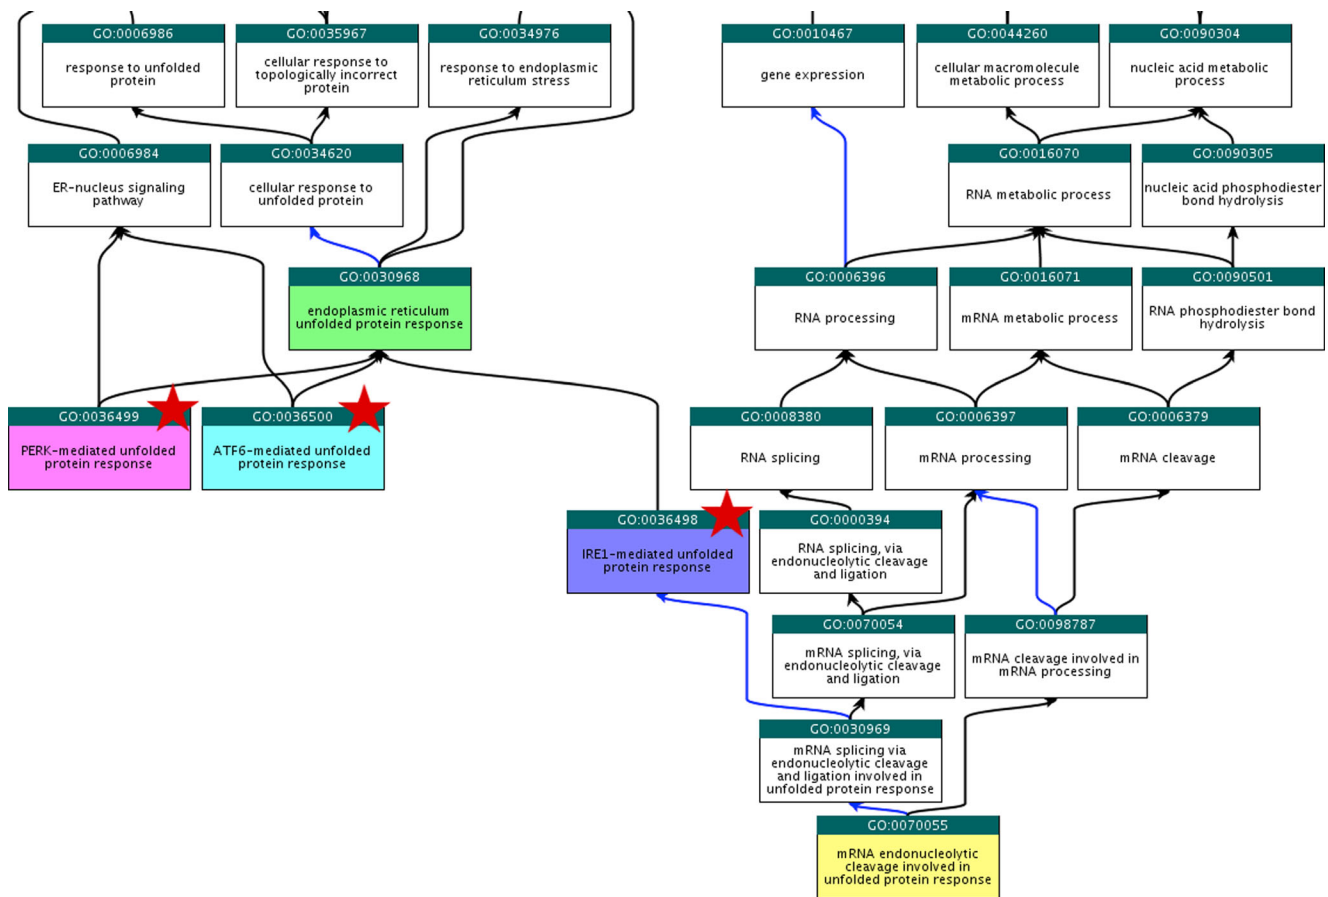 GO:0006986
response to unfolded
protein
GO:0035967
cellular response to
topologically incorrect
protein
GO:0034976
response to endoplasmic
reticulum stress
GO:0010467
gene expression
GO:0044260
cellular macromolecule
metabolic process
GO:0090304
nucleic acid metabolic
process
GO:0006984
ER-nucleus signaling
pathway
GO:0034620
cellular response to
unfolded protein
GO:0016070
RNA metabolic process
GO:0090305
nucleic acid phosphodiester
bond hydrolysis
GO:0030968
endoplasmic reticulum
unfolded protein response
GO:0006396
RNA processing
GO:0016071
mRNA metabolic process
GO:0090501
RNA phosphodiester bond
hydrolysis
GO:0036499
PERK-mediated unfolded
protein response
GO:0036500
ATF6-mediated unfolded
protein response
GO:0008380
RNA splicing
GO:0006397
mRNA processing
GO:0006379
mRNA cleavage
GO:0036498
IRE1-mediated unfolded
protein response
GO:0000394
RNA splicing, via
endonucleolytic cleavage
and ligation
GO:0070054
mRNA splicing, via
endonucleolytic cleavage
and ligation
GO:0098787
mRNA cleavage involved in
mRNA processing
GO:0030969
mRNA splicing via
endonucleolytic cleavage
and ligation involved in
unfolded protein response
GO:0070055
mRNA endonucleolytic
cleavage involved in
unfolded protein response